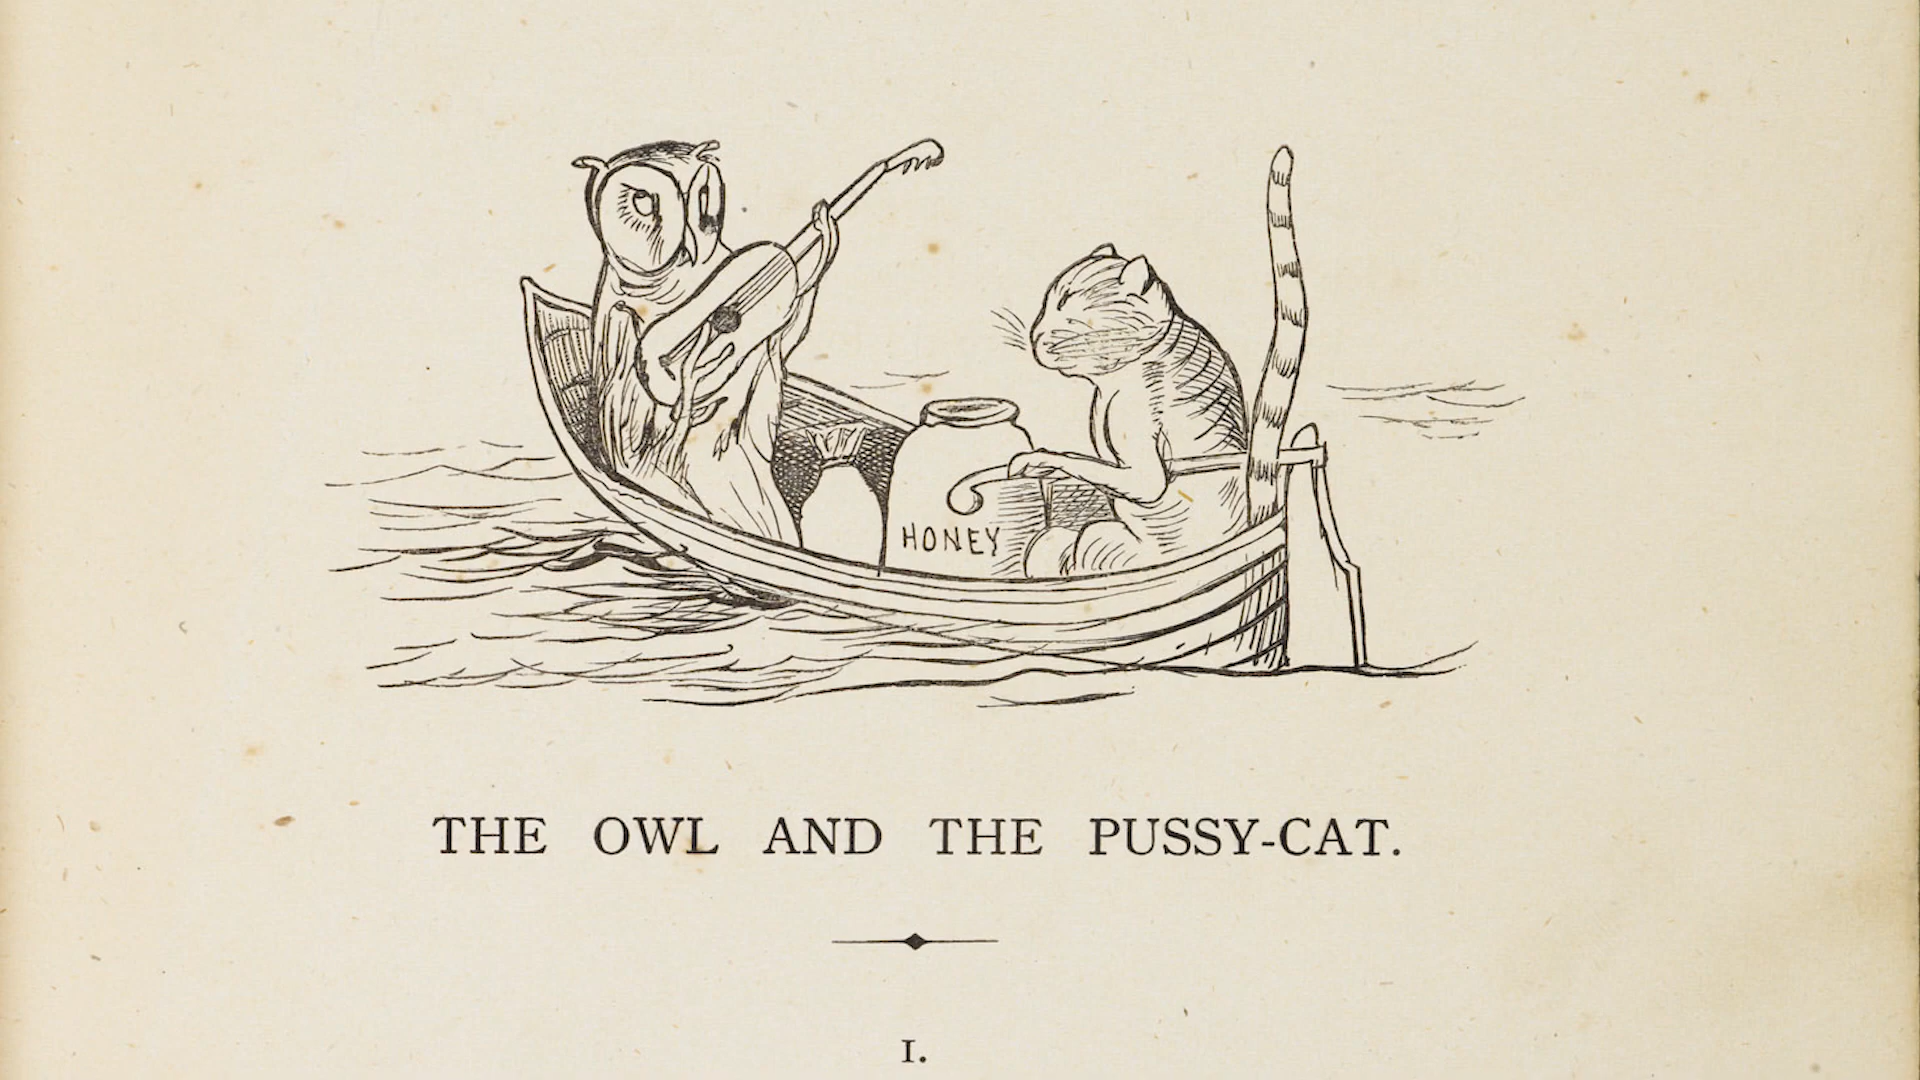 HONEY
THE OWL AND THE PUSSY-CAT.
I.